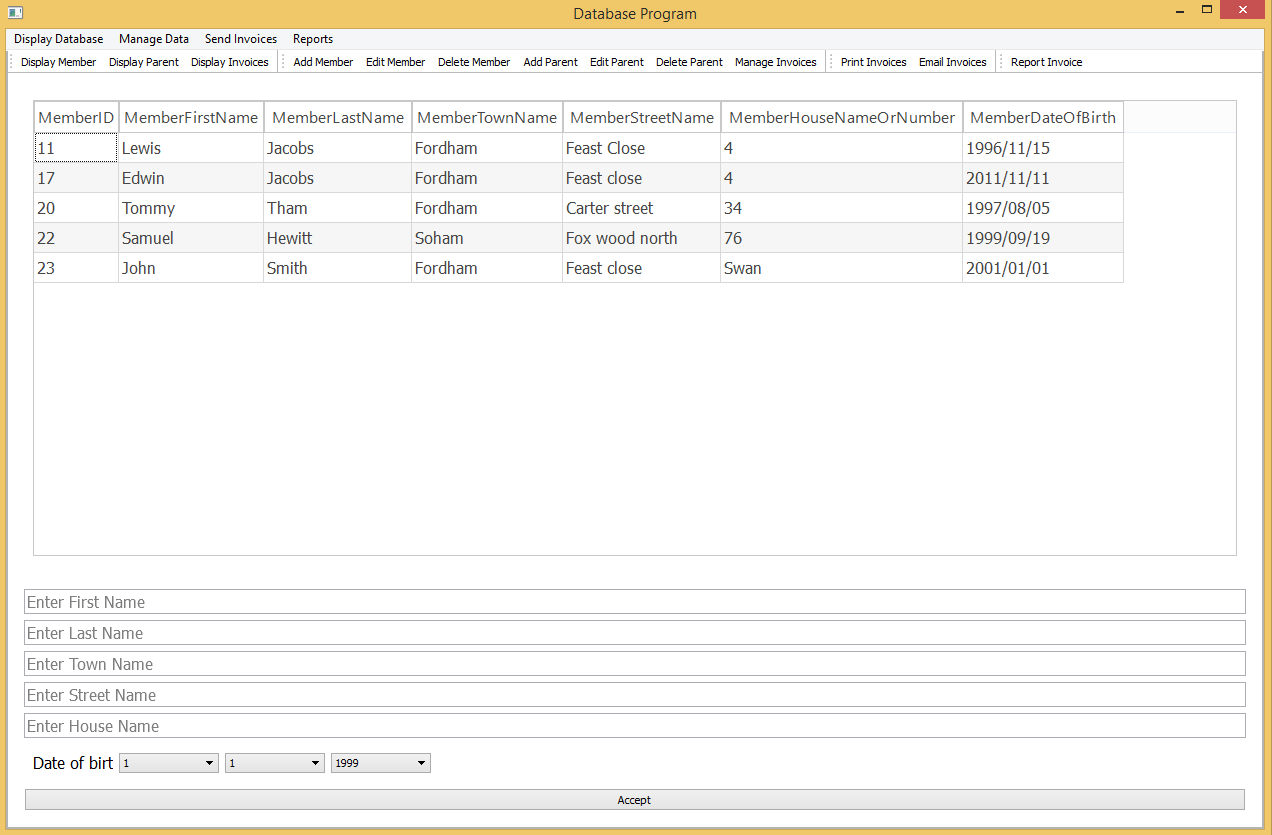 Database Program
Display Database Manage Data Send Invoices Reports
Display Member Display Parent Display Invoices Add Member Edit Member Delete Member Add Parent Edit Parent Delete Parent Manage Invoices Print Invoices Email Invoices Report Invoice
MemberID MemberFirstName MemberLastName MemberTownName MemberStreetName MemberHouseNameOrNumber MemberDateOfBirth
11 Lewis Jacobs Fordham Feast Close 4 1996/11/15
17 Edwin Jacobs Fordham Feast close 4 2011/11/11
20 Tommy Tham Fordham Carter street 34 1997/08/05
22 Samuel Hewitt Soham Fox wood north 76 1999/09/19
23 John Smith Fordham Feast close Swan 2001/01/01
Enter First Name
Enter Last Name
Enter Town Name
Enter Street Name
Enter House Name
Date of birt 1 1 1999
Accept